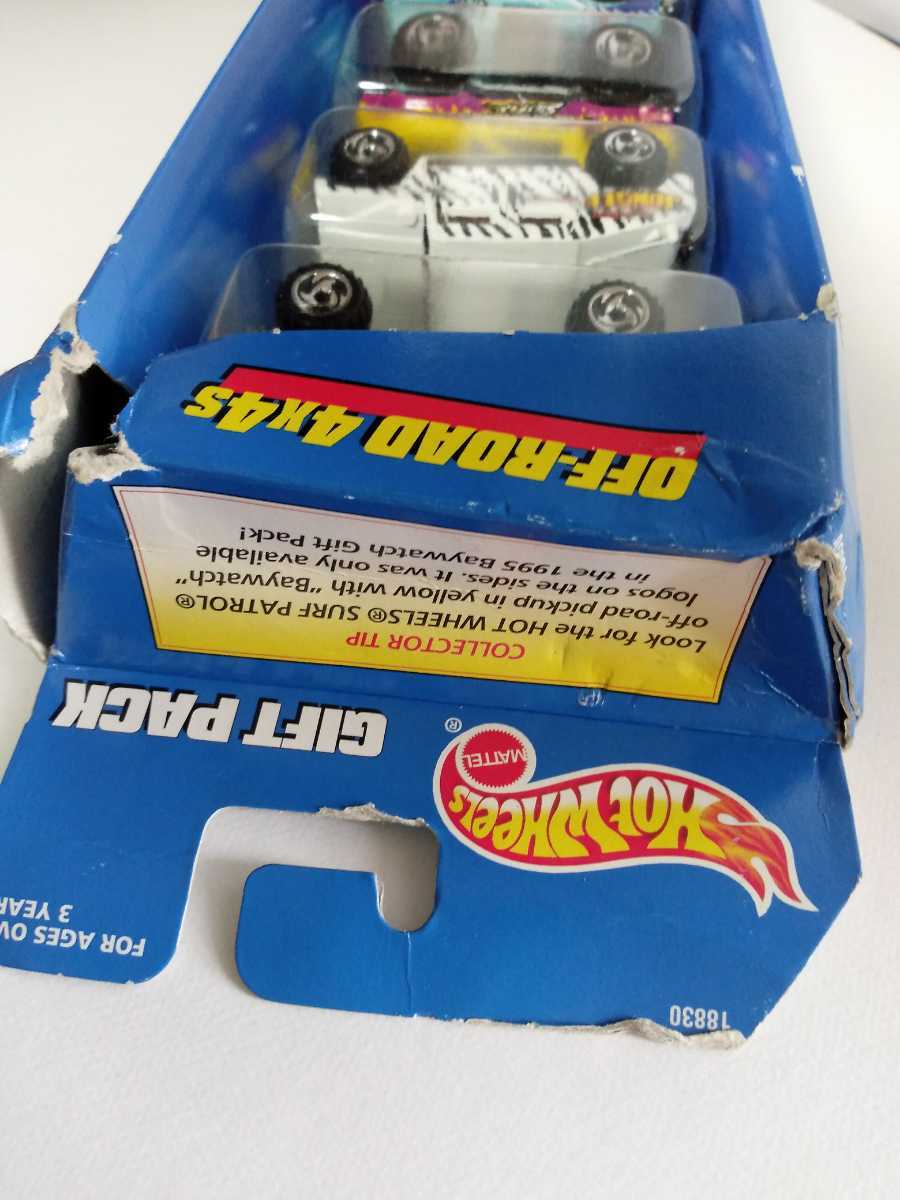 18830
FOR AGES OV
3 YEAR
HOT WHEELS
MATTEL
®
GIFT PACK
COLLECTOR TIP
Look for the HOT WHEELS® SURF PATROL®
off-road pickup in yellow with "Baywatch"
logos on the sides. It was only available
in the 1995 Baywatch Gift Pack!
OFF-ROAD 4x4s